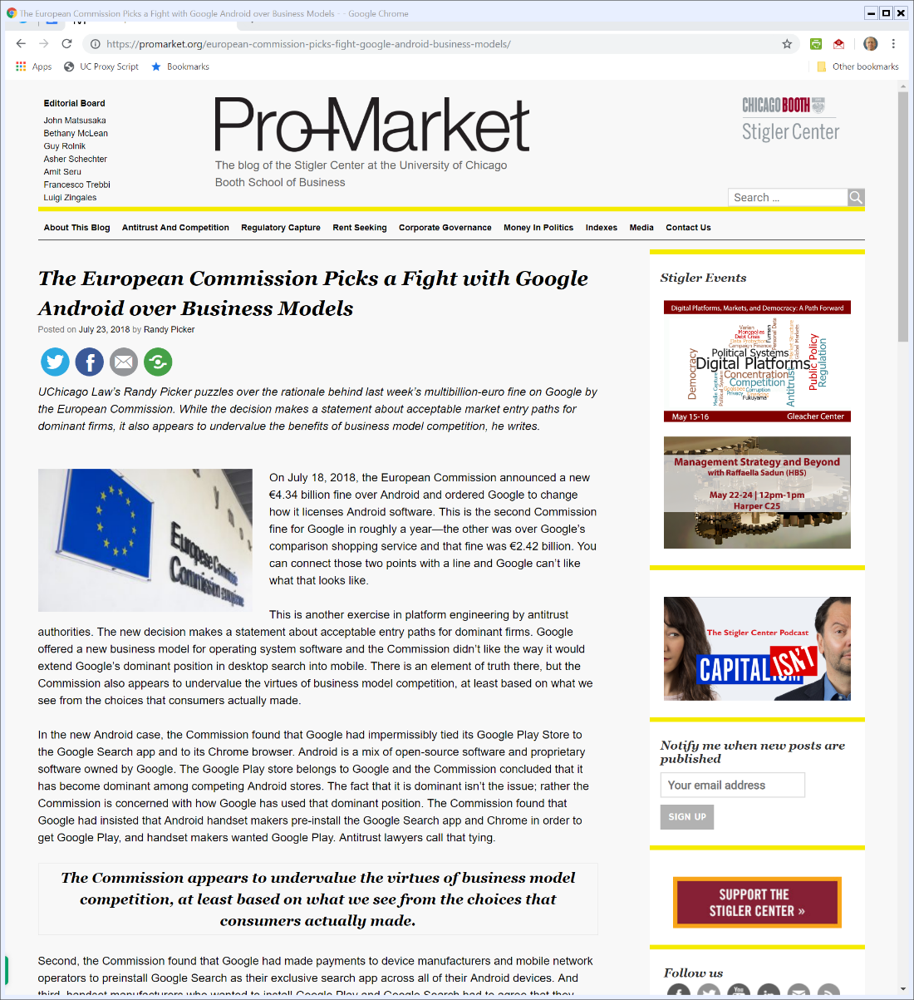 The European Commission Picks a Fight with Google Android over Business Models - - Google Chrome
https://promarket.org/european-commission-picks-fight-google-android-business-models/
Apps UC Proxy Script Bookmarks Other bookmarks
Editorial Board
John Matsusaka
Bethany McLean
Guy Rolnik
Asher Schechter
Amit Seru
Francesco Trebbi
Luigi Zingales
ProMarket
The blog of the Stigler Center at the University of Chicago
Booth School of Business
CHICAGO BOOTH
Stigler Center
Search ...
About This Blog Antitrust And Competition Regulatory Capture Rent Seeking Corporate Governance Money In Politics Indexes Media Contact Us
The European Commission Picks a Fight with Google
Android over Business Models
Posted on July 23, 2018 by Randy Picker
UChicago Law's Randy Picker puzzles over the rationale behind last week's multibillion-euro fine on Google by
the European Commission. While the decision makes a statement about acceptable market entry paths for
dominant firms, it also appears to undervalue the benefits of business model competition, he writes.
Europese Commissie
Commission européenne
On July 18, 2018, the European Commission announced a new
€4.34 billion fine over Android and ordered Google to change
how it licenses Android software. This is the second Commission
fine for Google in roughly a year—the other was over Google's
comparison shopping service and that fine was €2.42 billion. You
can connect those two points with a line and Google can't like
what that looks like.
This is another exercise in platform engineering by antitrust
authorities. The new decision makes a statement about acceptable entry paths for dominant firms. Google
offered a new business model for operating system software and the Commission didn't like the way it would
extend Google's dominant position in desktop search into mobile. There is an element of truth there, but the
Commission also appears to undervalue the virtues of business model competition, at least based on what we
see from the choices that consumers actually made.
In the new Android case, the Commission found that Google had impermissibly tied its Google Play Store to
the Google Search app and to its Chrome browser. Android is a mix of open-source software and proprietary
software owned by Google. The Google Play store belongs to Google and the Commission concluded that it
has become dominant among competing Android stores. The fact that it is dominant isn't the issue; rather the
Commission is concerned with how Google has used that dominant position. The Commission found that
Google had insisted that Android handset makers pre-install the Google Search app and Chrome in order to
get Google Play, and handset makers wanted Google Play. Antitrust lawyers call that tying.
The Commission appears to undervalue the virtues of business model
competition, at least based on what we see from the choices that
consumers actually made.
Second, the Commission found that Google had made payments to device manufacturers and mobile network
operators to preinstall Google Search as their exclusive search app across all of their Android devices. And
third, handset manufacturers who wanted to install Google Play and Google Search had to agree that they
Stigler Events
Digital Platforms, Markets, and Democracy: A Path Forward
Varian
Monopolies
Debt Crisis
Data Protection
Campaign Finance
Political Systems
Digital Platforms
Concentration
Competition
Corruption
Privacy
Fukuyama
Democracy
Media Capture
Political System
Furman
Personal Data
Market Structure
Global Markets
Antitrust
Public Policy
Regulation
May 15-16 Gleacher Center
Management Strategy and Beyond
with Raffaella Sadun (HBS)
May 22-24 | 12pm-1pm
Harper C25
The Stigler Center Podcast
CAPITALISN'T
Notify me when new posts are
published
Your email address
SIGN UP
SUPPORT THE
STIGLER CENTER »
Follow us